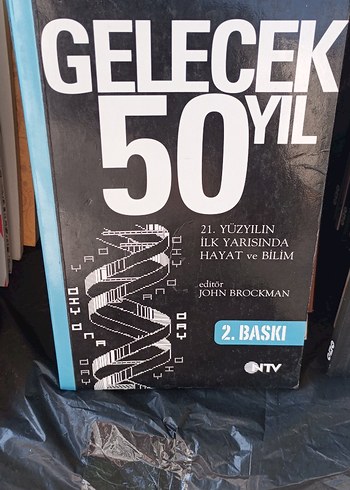 GELECEK
50 YIL
21. YÜZYILIN
İLK YARISINDA
HAYAT ve BİLİM
editör
JOHN BROCKMAN
2. BASKI
NTV